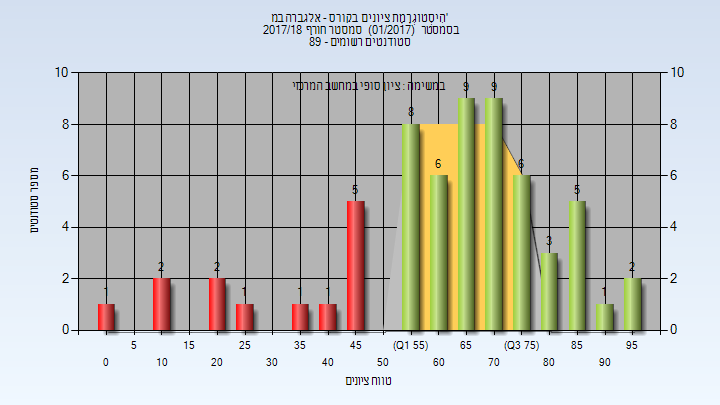 היסטוגרמת ציונים בקורס - אלגברה במ'
בסמסטר (01/2017) סמסטר חורף 2017/18
סטודנטים רשומים - 89
במשימה : ציון סופי במחשב המרכזי
10 10
8 8
6 6
4 4
2 2
0 0
מספר סטודנטים
1 2 2 1 1 1 5 8 6 9 9 6 3 5 1 2
5 15 25 35 45 (Q1 55) 65 (Q3 75) 85 95
0 10 20 30 40 50 60 70 80 90
טווח ציונים